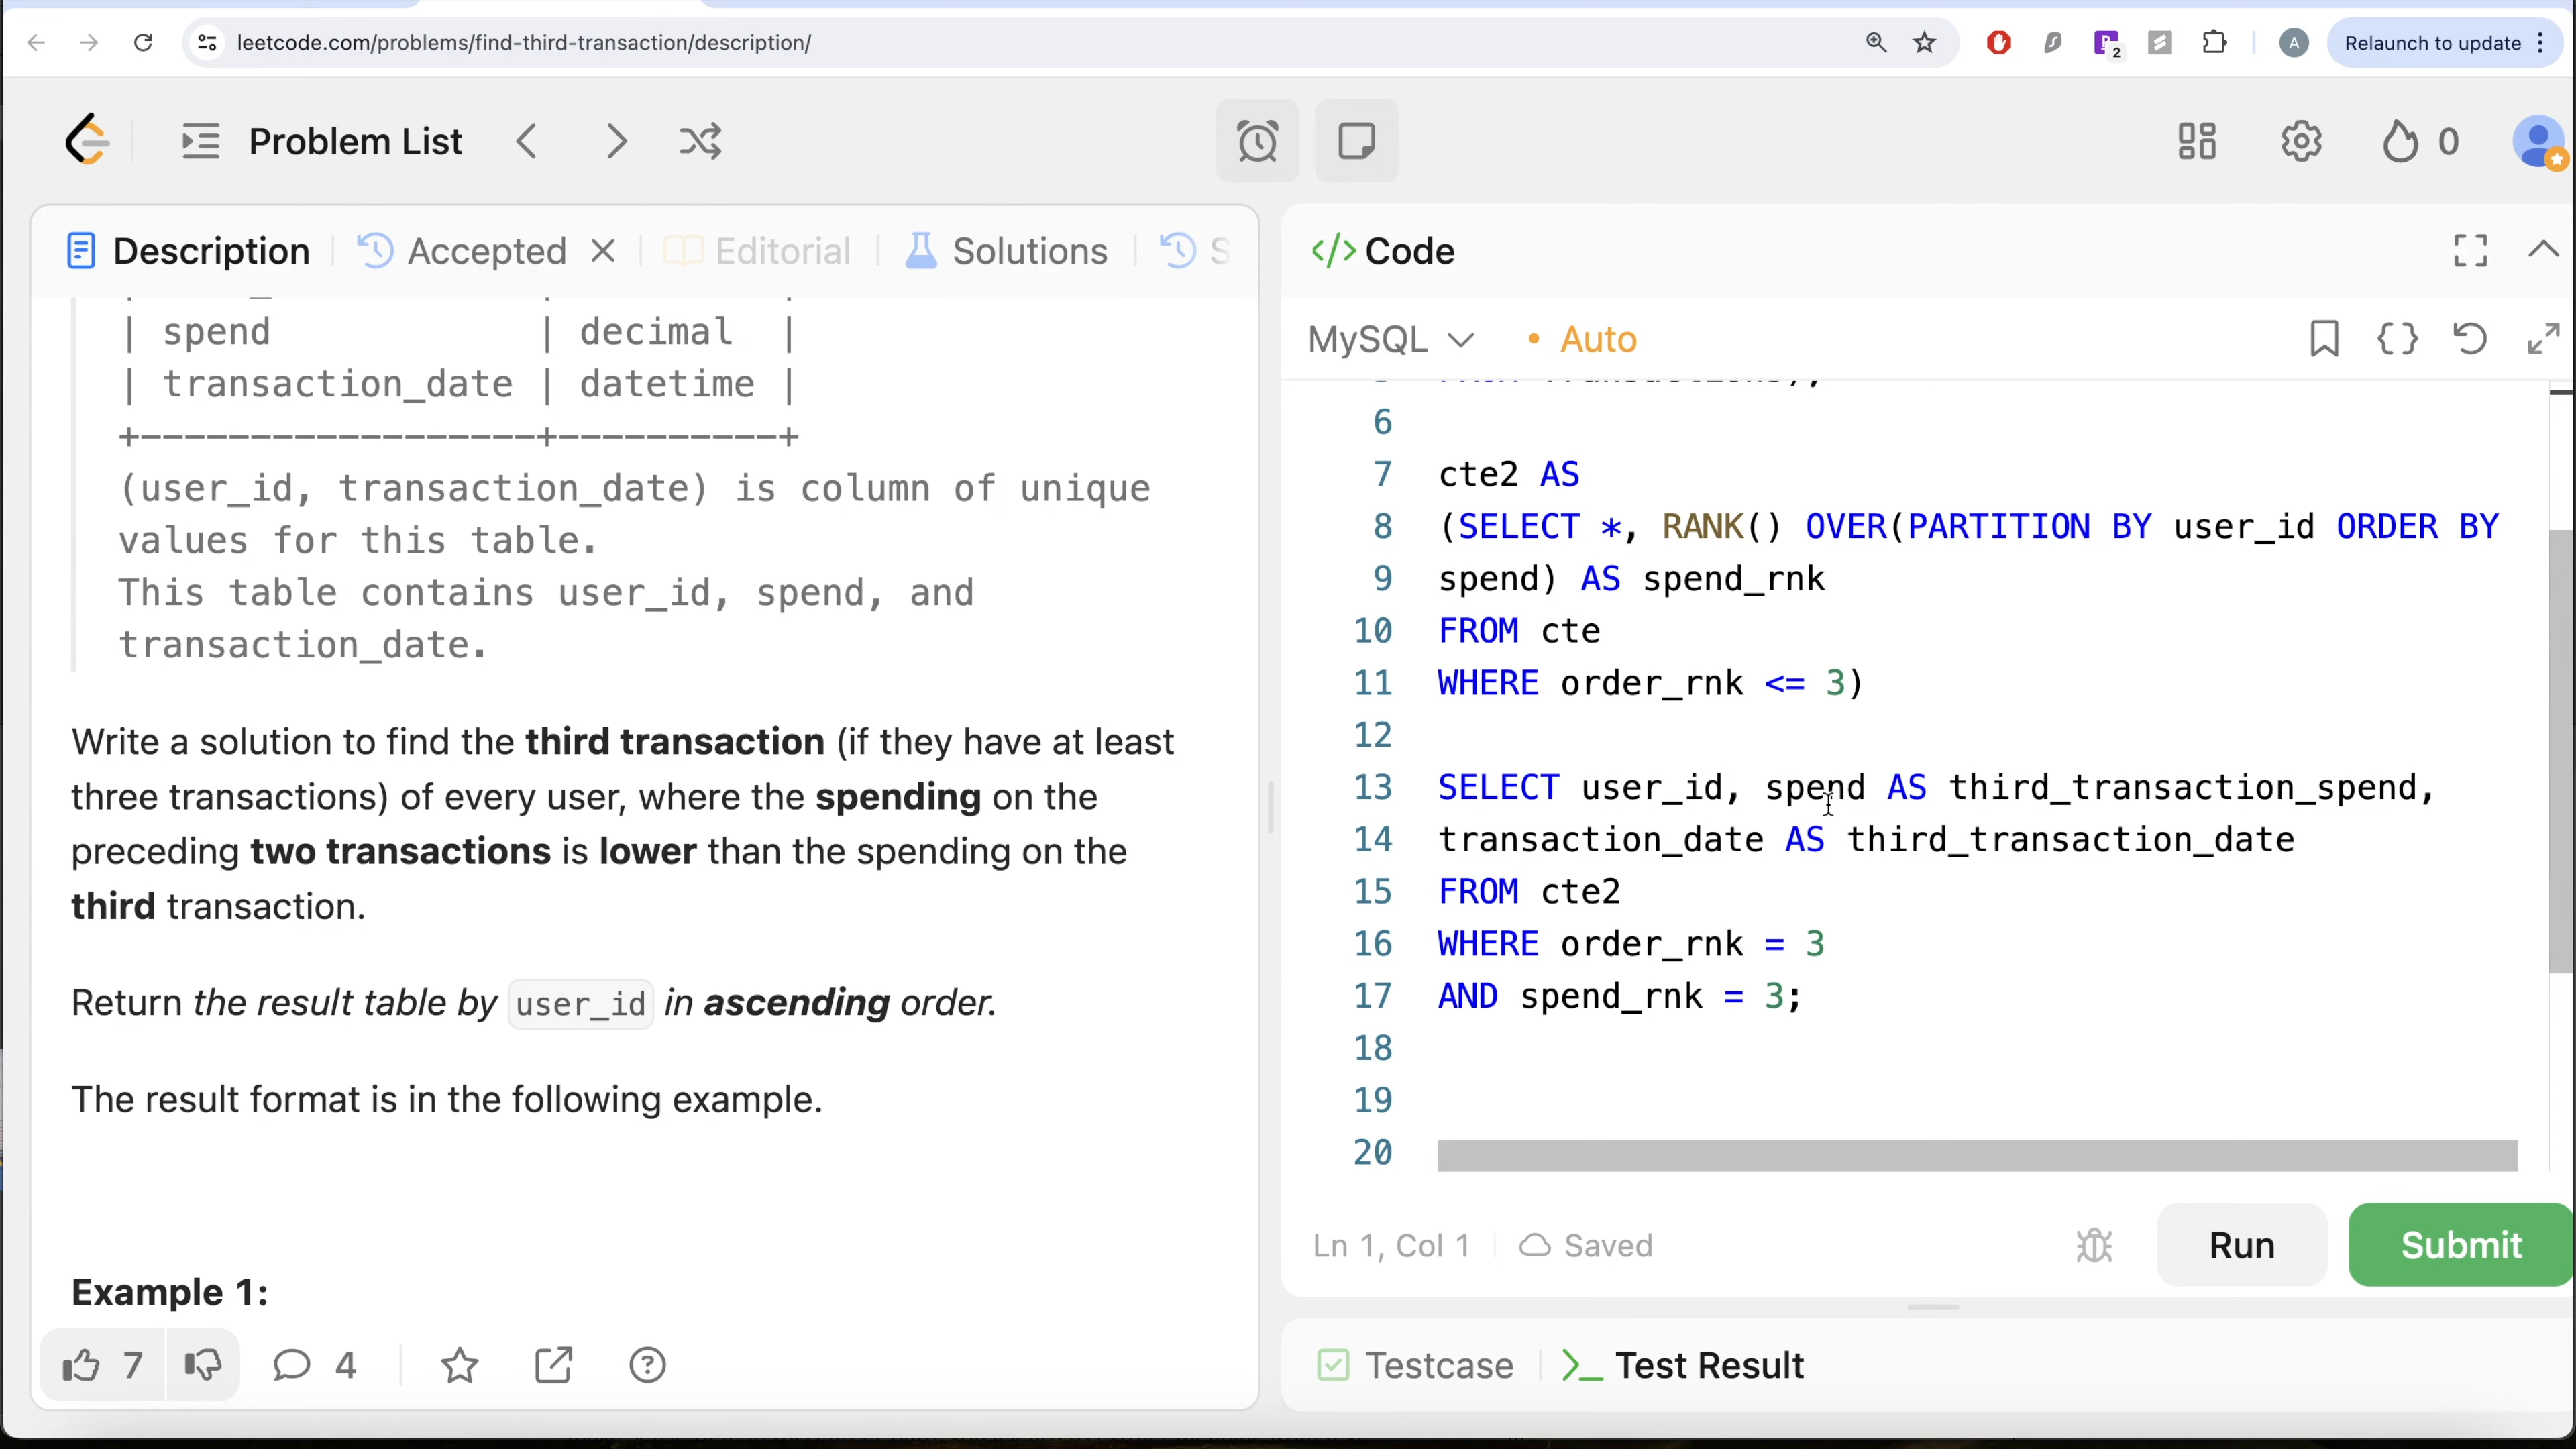 leetcode.com/problems/find-third-transaction/description/
2
A
Relaunch to update
Problem List
0
Description
Accepted
Editorial
Solutions
S
| spend | decimal |
| transaction_date | datetime |
+------------------+----------+
(user_id, transaction_date) is column of unique
values for this table.
This table contains user_id, spend, and
transaction_date.
Write a solution to find the third transaction (if they have at least
three transactions) of every user, where the spending on the
preceding two transactions is lower than the spending on the
third transaction.
Return the result table by user_id in ascending order.
The result format is in the following example.
Example 1:
7
4
</> Code
MySQL
• Auto
6
7 cte2 AS
8 (SELECT *, RANK() OVER(PARTITION BY user_id ORDER BY
9 spend) AS spend_rnk
10 FROM cte
11 WHERE order_rnk <= 3)
12
13 SELECT user_id, spend AS third_transaction_spend,
14 transaction_date AS third_transaction_date
15 FROM cte2
16 WHERE order_rnk = 3
17 AND spend_rnk = 3;
18
19
20
Ln 1, Col 1
Saved
Run
Submit
Testcase
>_ Test Result